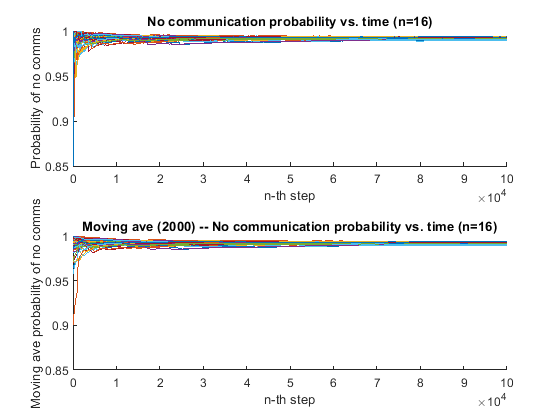 No communication probability vs. time (n=16)
Probability of no comms
1
0.95
0.9
0.85
0 1 2 3 4 5 6 7 8 9 10
n-th step
×10⁴
Moving ave (2000) -- No communication probability vs. time (n=16)
Moving ave probability of no comms
1
0.95
0.9
0.85
0 1 2 3 4 5 6 7 8 9 10
n-th step
×10⁴